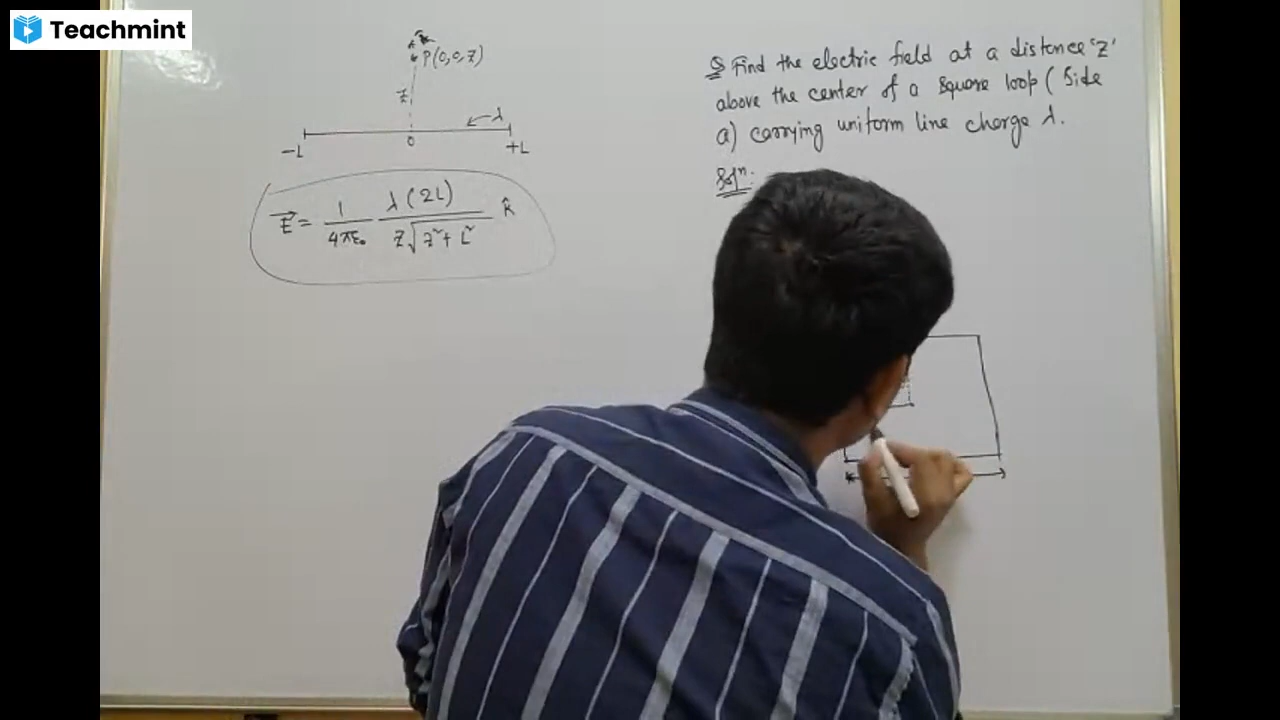 Teachmint
P(0,0,z)
z
λ
-L
0
+L
E⃗ = 1/4πε₀ λ(2L)/z√z²+L² k̂
Q Find the electric field at a distance 'z'
above the center of a square loop (Side
a) carrying uniform line charge λ.
Solⁿ: